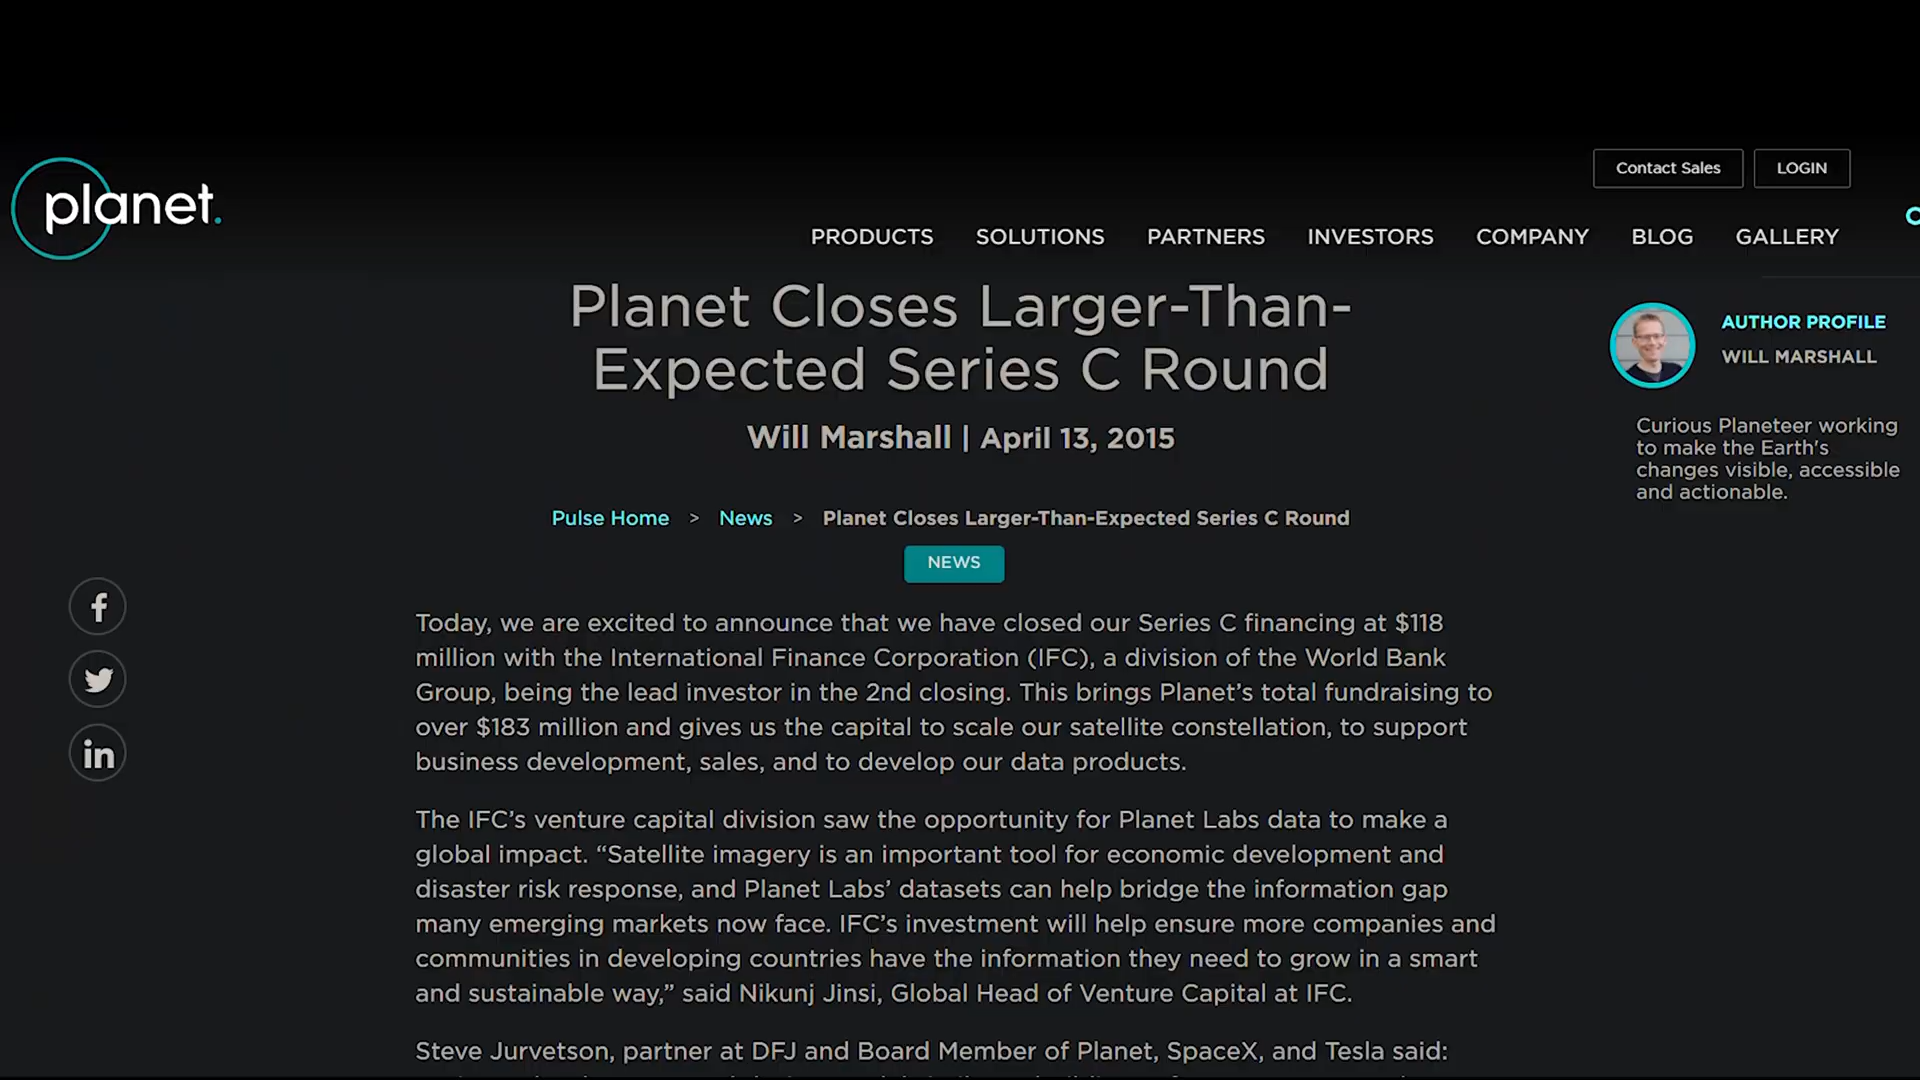 Contact Sales
LOGIN
planet.
PRODUCTS SOLUTIONS PARTNERS INVESTORS COMPANY BLOG GALLERY
Planet Closes Larger-Than-
Expected Series C Round
Will Marshall | April 13, 2015
AUTHOR PROFILE
WILL MARSHALL
Curious Planeteer working
to make the Earth's
changes visible, accessible
and actionable.
Pulse Home > News > Planet Closes Larger-Than-Expected Series C Round
NEWS
Today, we are excited to announce that we have closed our Series C financing at $118
million with the International Finance Corporation (IFC), a division of the World Bank
Group, being the lead investor in the 2nd closing. This brings Planet’s total fundraising to
over $183 million and gives us the capital to scale our satellite constellation, to support
business development, sales, and to develop our data products.
The IFC’s venture capital division saw the opportunity for Planet Labs data to make a
global impact. “Satellite imagery is an important tool for economic development and
disaster risk response, and Planet Labs’ datasets can help bridge the information gap
many emerging markets now face. IFC’s investment will help ensure more companies and
communities in developing countries have the information they need to grow in a smart
and sustainable way,” said Nikunj Jinsi, Global Head of Venture Capital at IFC.
Steve Jurvetson, partner at DFJ and Board Member of Planet, SpaceX, and Tesla said: